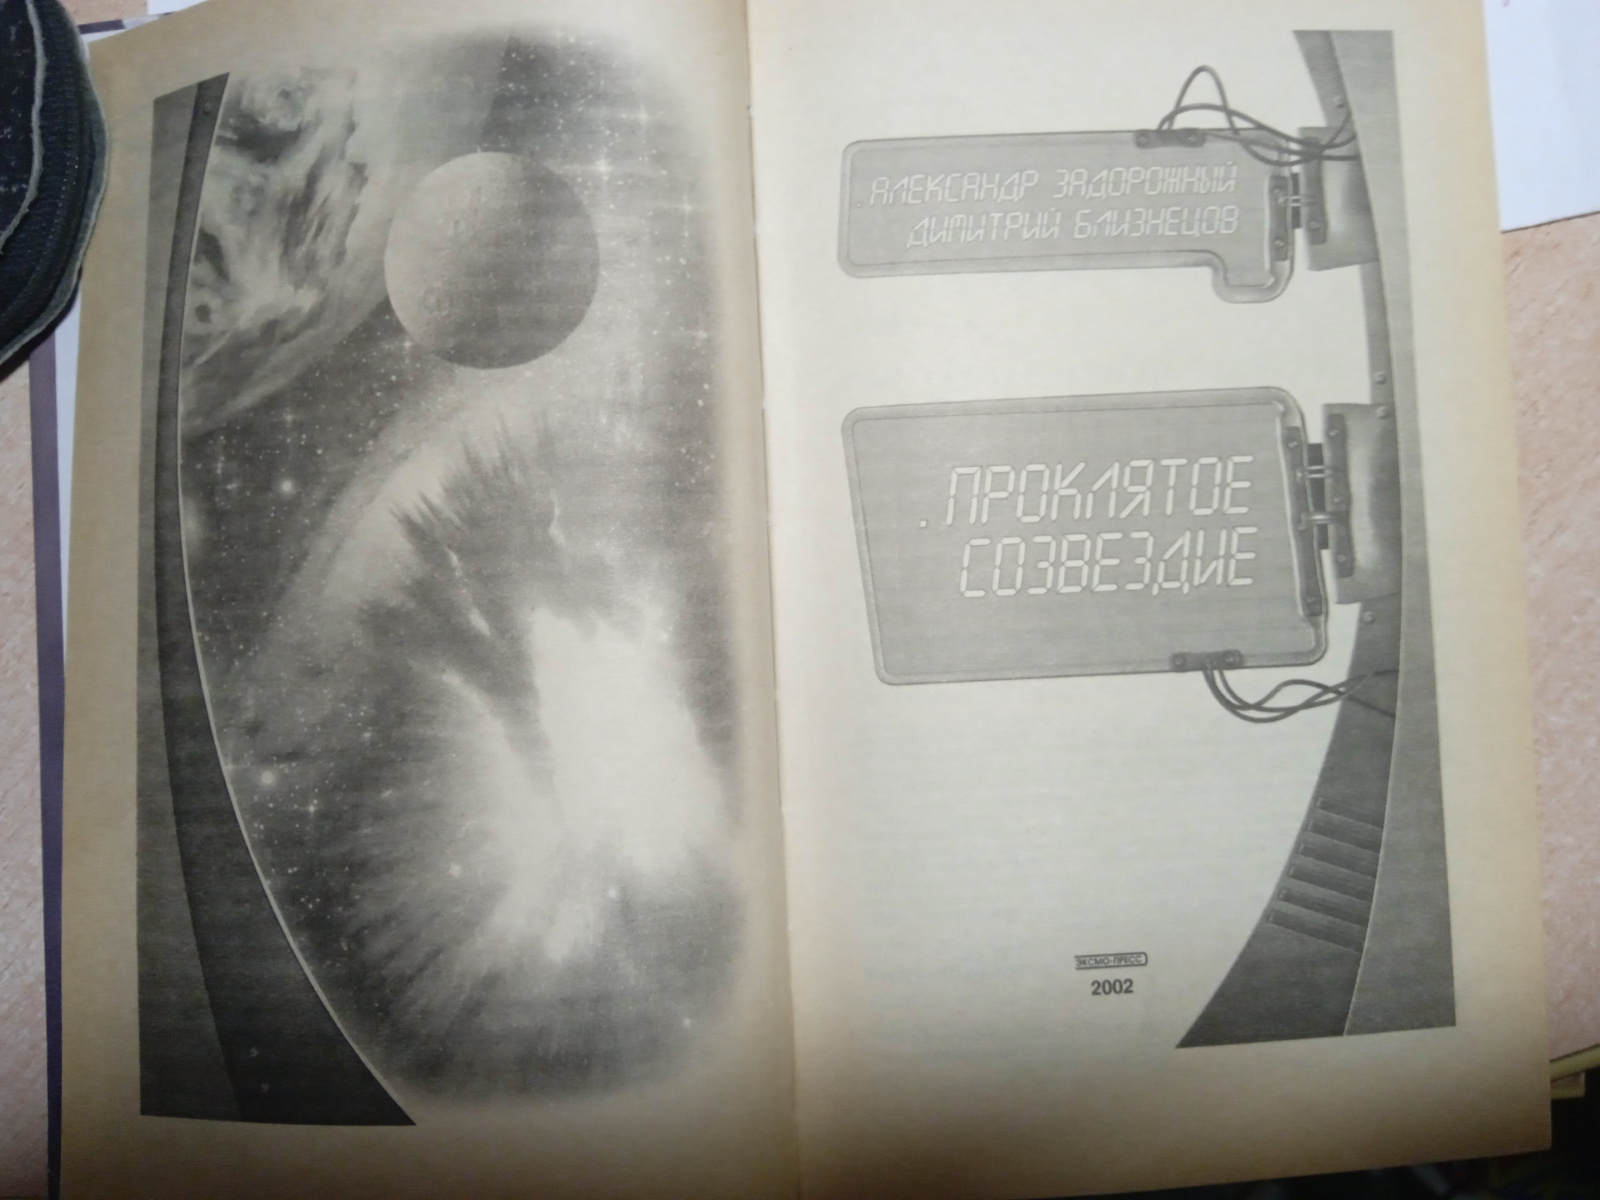 .АЛЕКСАНДР ЗАДОРОЖНЫЙ
ДИМИТРИЙ БЛИЗНЕЦОВ
.ПРОКЛЯТОЕ
СОЗВЕЗДИЕ
ЭКСМО-ПРЕСС
2002